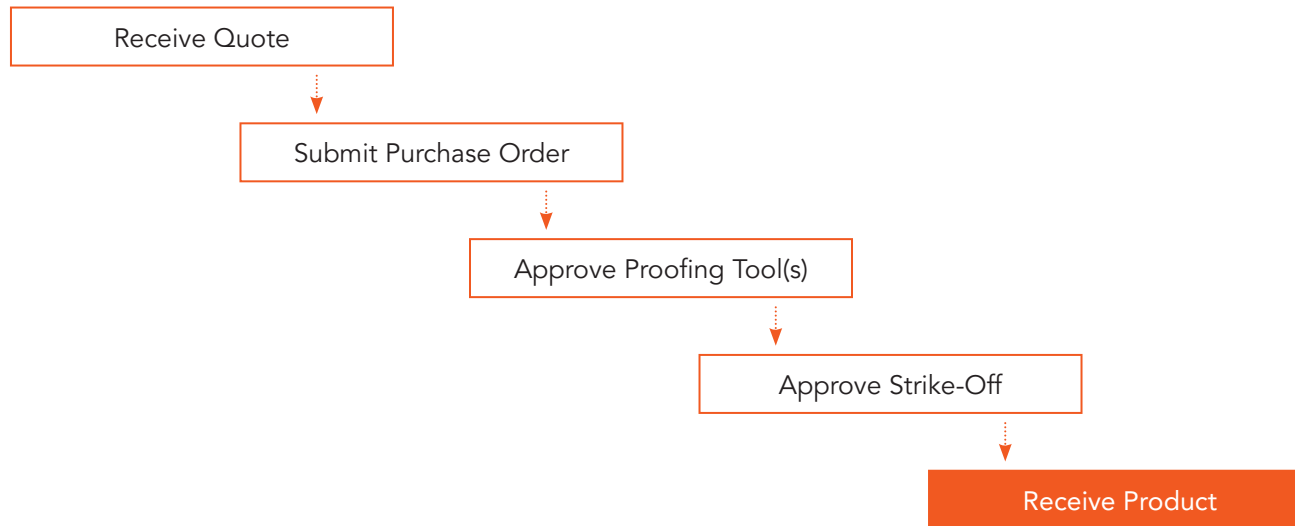 Receive Quote
Submit Purchase Order
Approve Proofing Tool(s)
Approve Strike-Off
Receive Product